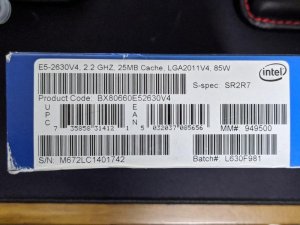 E5-2630V4, 2.2 GHZ, 25MB Cache, LGA2011V4, 85W
intel
S-spec: SR2R7
Product Code: BX80660E52630V4
UPC
EAN
7 35858 31412 1
5 032037 085656
MM#: 949500
S/N: M672LC1401742
Batch#: L630F981